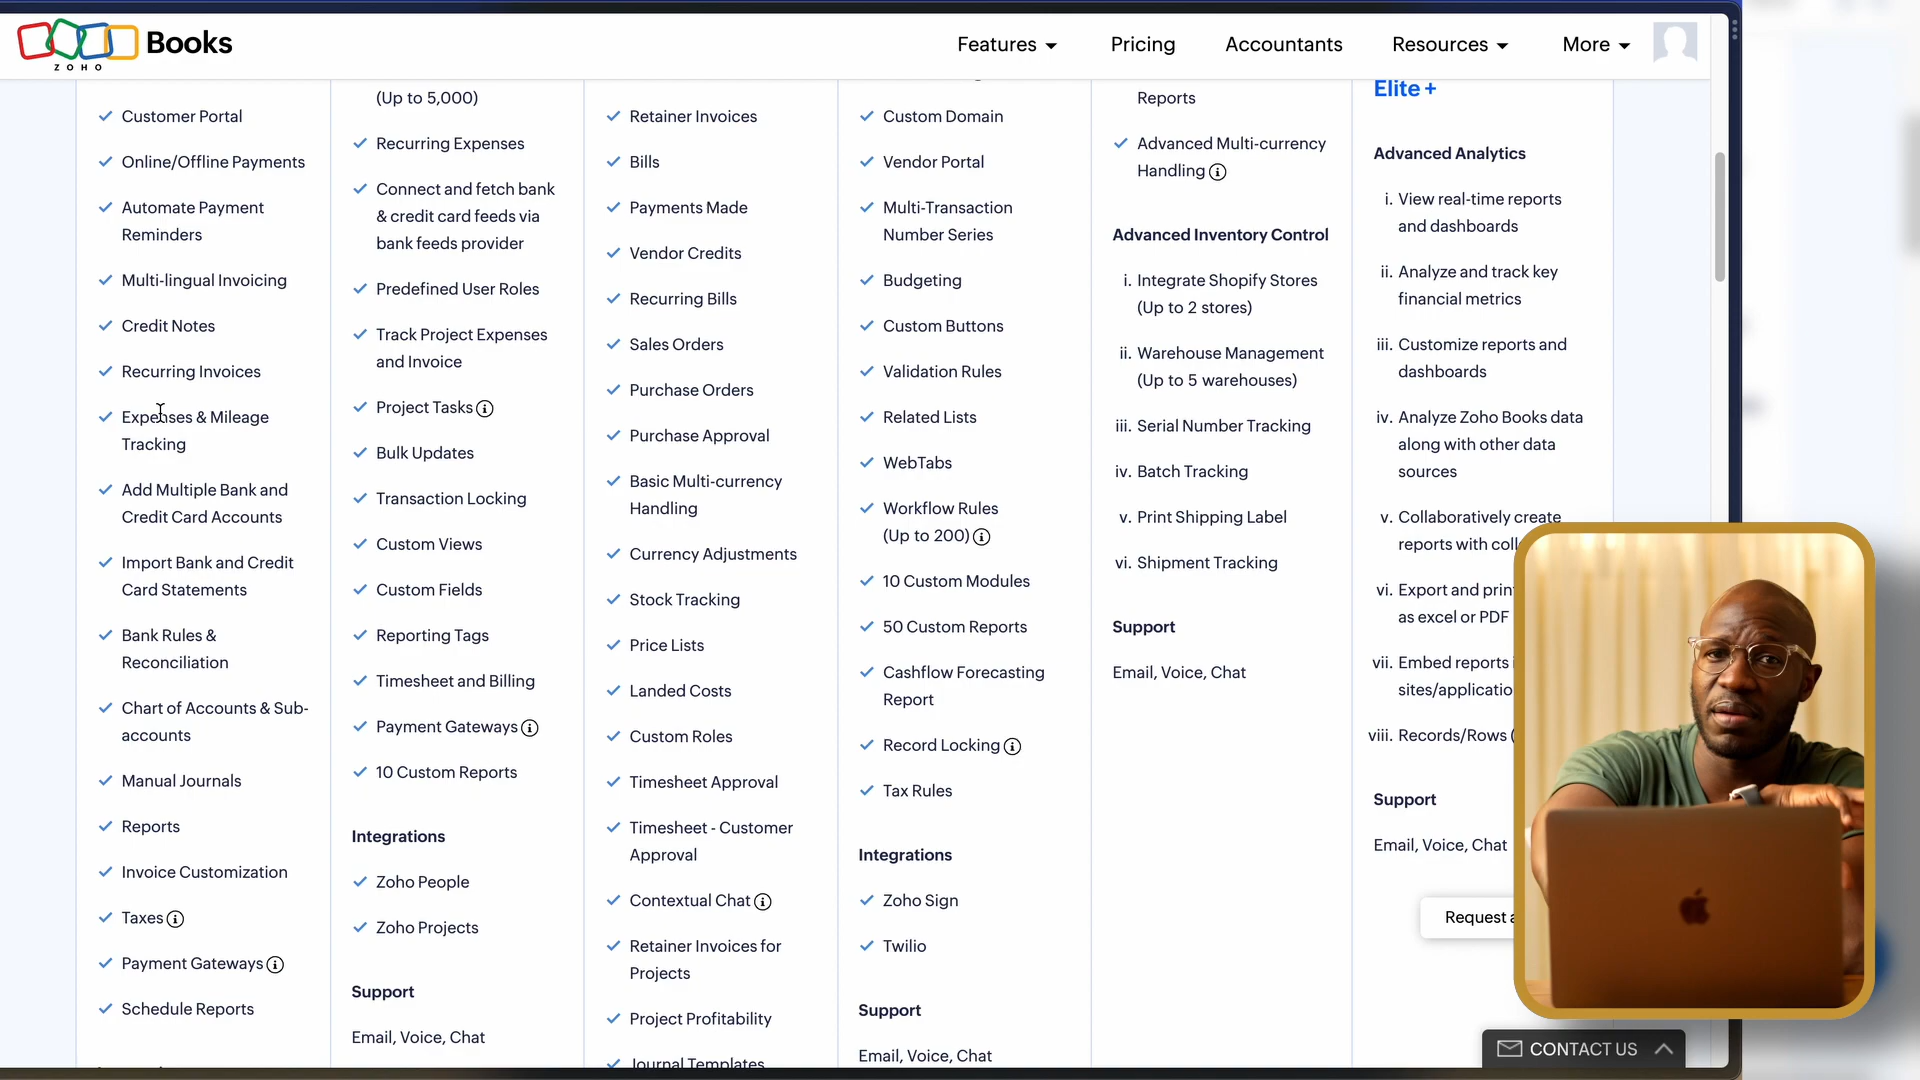 ZOHO
Books
Features
Pricing
Accountants
Resources
More
Customer Portal
Online/Offline Payments
Automate Payment
Reminders
Multi-lingual Invoicing
Credit Notes
Recurring Invoices
Expenses & Mileage
Tracking
Add Multiple Bank and
Credit Card Accounts
Import Bank and Credit
Card Statements
Bank Rules &
Reconciliation
Chart of Accounts & Sub-
accounts
Manual Journals
Reports
Invoice Customization
Taxes
Payment Gateways
Schedule Reports
(Up to 5,000)
Recurring Expenses
Connect and fetch bank
& credit card feeds via
bank feeds provider
Predefined User Roles
Track Project Expenses
and Invoice
Project Tasks
Bulk Updates
Transaction Locking
Custom Views
Custom Fields
Reporting Tags
Timesheet and Billing
Payment Gateways
10 Custom Reports
Integrations
Zoho People
Zoho Projects
Support
Email, Voice, Chat
Retainer Invoices
Bills
Payments Made
Vendor Credits
Recurring Bills
Sales Orders
Purchase Orders
Purchase Approval
Basic Multi-currency
Handling
Currency Adjustments
Stock Tracking
Price Lists
Landed Costs
Custom Roles
Timesheet Approval
Timesheet - Customer
Approval
Contextual Chat
Retainer Invoices for
Projects
Project Profitability
Journal Templates
Custom Domain
Vendor Portal
Multi-Transaction
Number Series
Budgeting
Custom Buttons
Validation Rules
Related Lists
WebTabs
Workflow Rules
(Up to 200)
10 Custom Modules
50 Custom Reports
Cashflow Forecasting
Report
Record Locking
Tax Rules
Integrations
Zoho Sign
Twilio
Support
Email, Voice, Chat
Reports
Advanced Multi-currency
Handling
Advanced Inventory Control
i. Integrate Shopify Stores
(Up to 2 stores)
ii. Warehouse Management
(Up to 5 warehouses)
iii. Serial Number Tracking
iv. Batch Tracking
v. Print Shipping Label
vi. Shipment Tracking
Support
Email, Voice, Chat
Elite +
Advanced Analytics
i. View real-time reports
and dashboards
ii. Analyze and track key
financial metrics
iii. Customize reports and
dashboards
iv. Analyze Zoho Books data
along with other data
sources
v. Collaboratively create
reports with
vi. Export and
as excel or PDF
vii. Embed reports
viii. Records/Rows
Support
Email, Voice, Chat
Request
CONTACT US